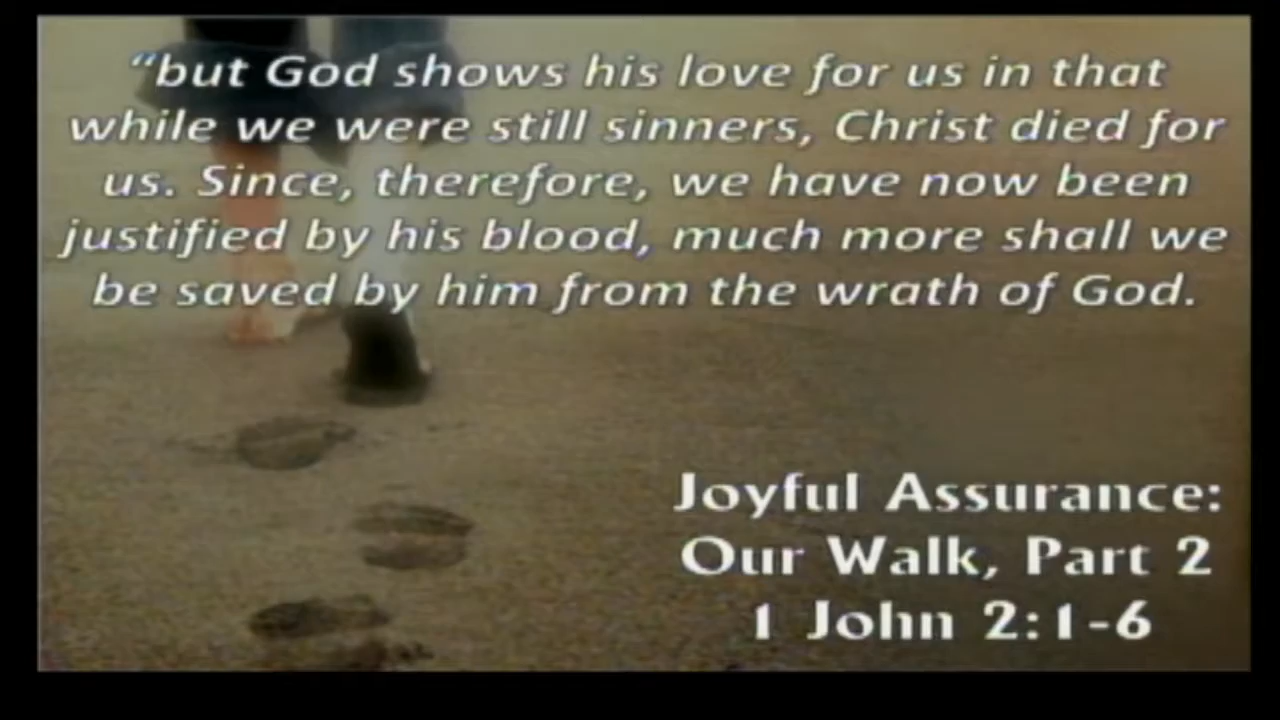 “but God shows his love for us in that
while we were still sinners, Christ died for
us. Since, therefore, we have now been
justified by his blood, much more shall we
be saved by him from the wrath of God.
Joyful Assurance:
Our Walk, Part 2
1 John 2:1-6